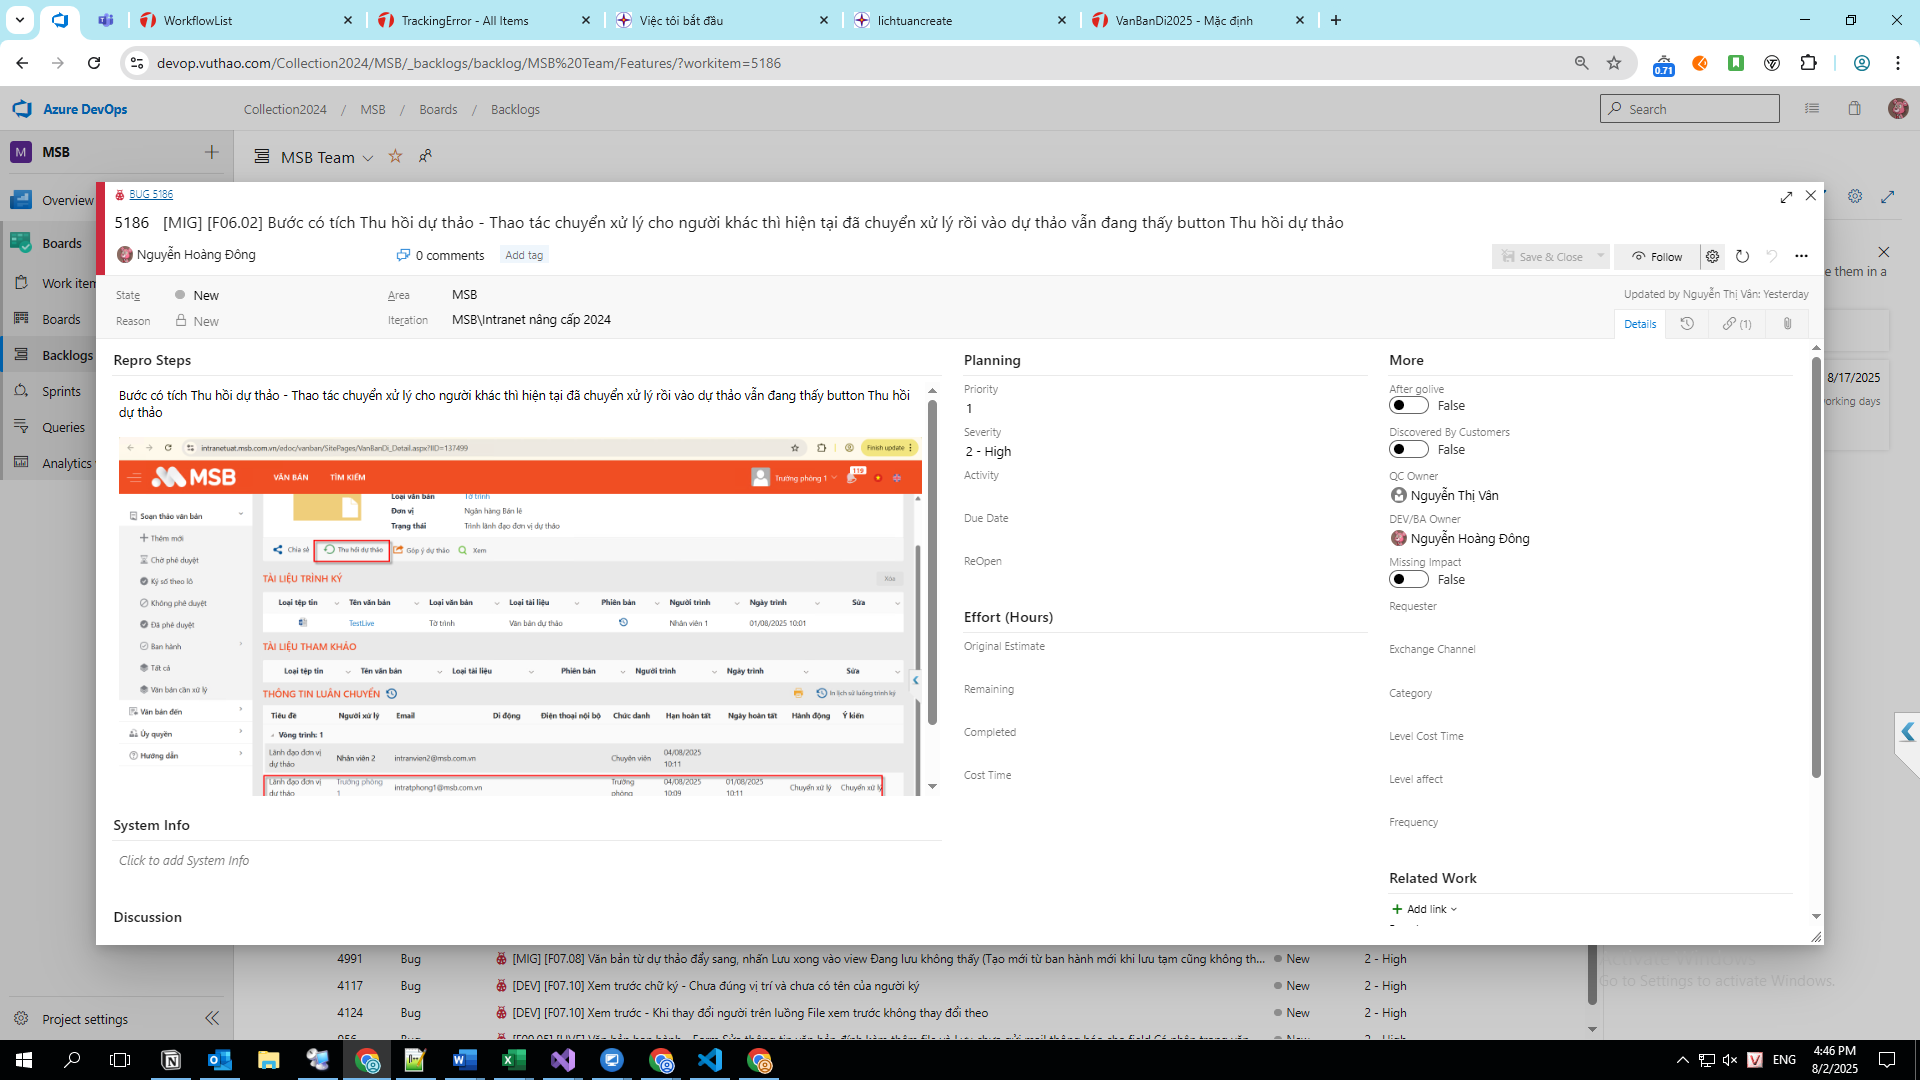 WorkflowList
TrackingError - All Items
Việc tôi bắt đầu
lichtuancreate
VanBanDi2025 - Mặc định
devop.vuthao.com/Collection2024/MSB/_backlogs/backlog/MSB%20Team/Features/?workitem=5186
0.71
Azure DevOps
Collection2024 / MSB / Boards / Backlogs
Search
M MSB
MSB Team
Overview
Boards
Work item
Boards
Backlogs
Sprints
Queries
Analytics
Project settings
BUG 5186
5186 [MIG] [F06.02] Bước có tích Thu hồi dự thảo - Thao tác chuyển xử lý cho người khác thì hiện tại đã chuyển xử lý rồi vào dự thảo vẫn đang thấy button Thu hồi dự thảo
Nguyễn Hoàng Đông
0 comments
Add tag
Save & Close
Follow
State New
Area MSB
Updated by Nguyễn Thị Vân: Yesterday
Reason New
Iteration MSB\Intranet nâng cấp 2024
Details
(1)
Repro Steps
Bước có tích Thu hồi dự thảo - Thao tác chuyển xử lý cho người khác thì hiện tại đã chuyển xử lý rồi vào dự thảo vẫn đang thấy button Thu hồi
dự thảo
intranetuat.msb.com.vn/edoc/vanban/SitePages/VanBanDi_Detail.aspx?IID=137499
Finish update
MSB
VĂN BẢN
TÌM KIẾM
Trưởng phòng 1
119
Soạn thảo văn bản
Thêm mới
Chờ phê duyệt
Ký số theo lô
Không phê duyệt
Đã phê duyệt
Ban hành
Tất cả
Văn bản cần xử lý
Văn bản đến
Ủy quyền
Hướng dẫn
Loại văn bản Tờ trình
Đơn vị Ngân hàng Bán lẻ
Trạng thái Trình lãnh đạo đơn vị dự thảo
Chia sẻ
Thu hồi dự thảo
Góp ý dự thảo
Xem
TÀI LIỆU TRÌNH KÝ
Xóa
Loại tệp tin Tên văn bản Loại văn bản Loại tài liệu Phiên bản Người trình Ngày trình Sửa
TestLive Tờ trình Văn bản dự thảo Nhân viên 1 01/08/2025 10:01
TÀI LIỆU THAM KHẢO
Loại tệp tin Tên văn bản Loại tài liệu Phiên bản Người trình Ngày trình Sửa
THÔNG TIN LUÂN CHUYỂN
In lịch sử luồng trình ký
Tiêu đề Người xử lý Email Di động Điện thoại nội bộ Chức danh Hạn hoàn tất Ngày hoàn tất Hành động Ý kiến
Vòng trình: 1
Lãnh đạo đơn vị dự thảo Nhân viên 2 intranvien2@msb.com.vn Chuyên viên 04/08/2025 10:11
Lãnh đạo đơn vị dự thảo Trưởng phòng 1 intratphong1@msb.com.vn Trưởng phòng 04/08/2025 10:09 01/08/2025 10:11 Chuyển xử lý Chuyển xử lý
System Info
Click to add System Info
Discussion
Planning
Priority
1
Severity
2 - High
Activity
Due Date
ReOpen
Effort (Hours)
Original Estimate
Remaining
Completed
Cost Time
More
After golive
False
Discovered By Customers
False
QC Owner
Nguyễn Thị Vân
DEV/BA Owner
Nguyễn Hoàng Đông
Missing Impact
False
Requester
Exchange Channel
Category
Level Cost Time
Level affect
Frequency
Related Work
Add link
e them in a
8/17/2025
orking days
4991 Bug [MIG] [F07.08] Văn bản từ dự thảo đẩy sang, nhấn Lưu xong vào view Đang lưu không thấy (Tạo mới từ ban hành mới khi lưu tạm cũng không th... New 2 - High
4117 Bug [DEV] [F07.10] Xem trước chữ ký - Chưa đúng vị trí và chưa có tên của người ký New 2 - High
4124 Bug [DEV] [F07.10] Xem trước - Khi thay đổi người trên luồng File xem trước không thay đổi theo New 2 - High
Activate Windows
Go to Settings to activate Windows.
ENG
4:46 PM
8/2/2025